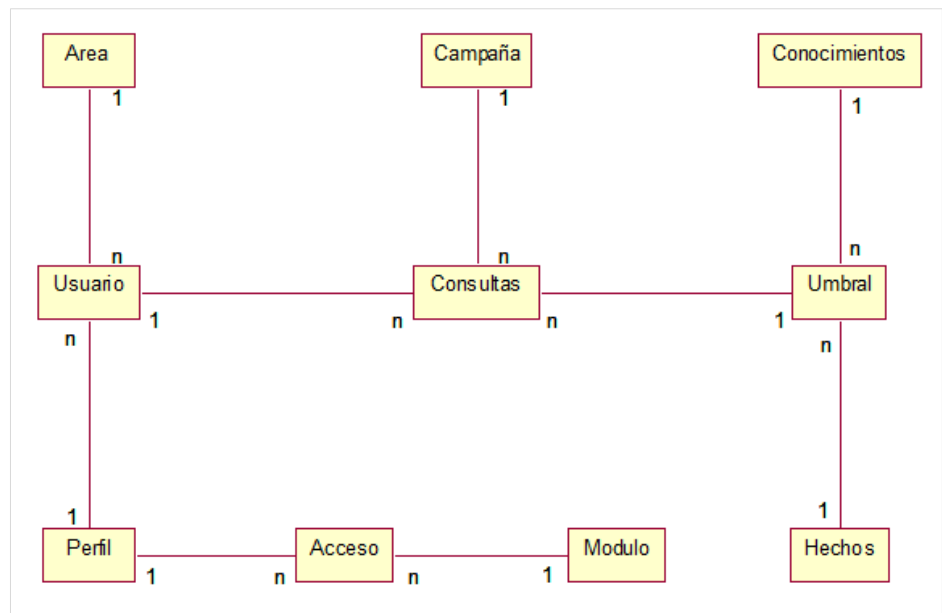 Area
Campaña
Conocimientos
1
1
1
n
n
n
Usuario
Consultas
Umbral
1
n
n
1
n
n
1
1
Perfil
Acceso
Modulo
Hechos
1
n
n
1